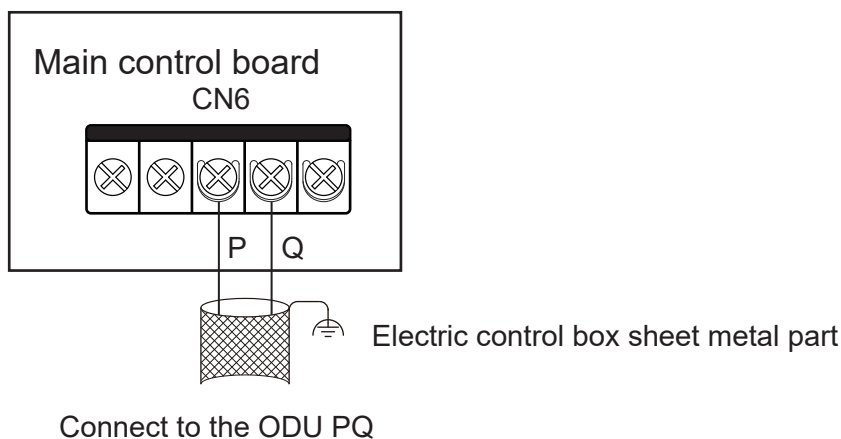 Main control board
CN6
P Q
Electric control box sheet metal part
Connect to the ODU PQ